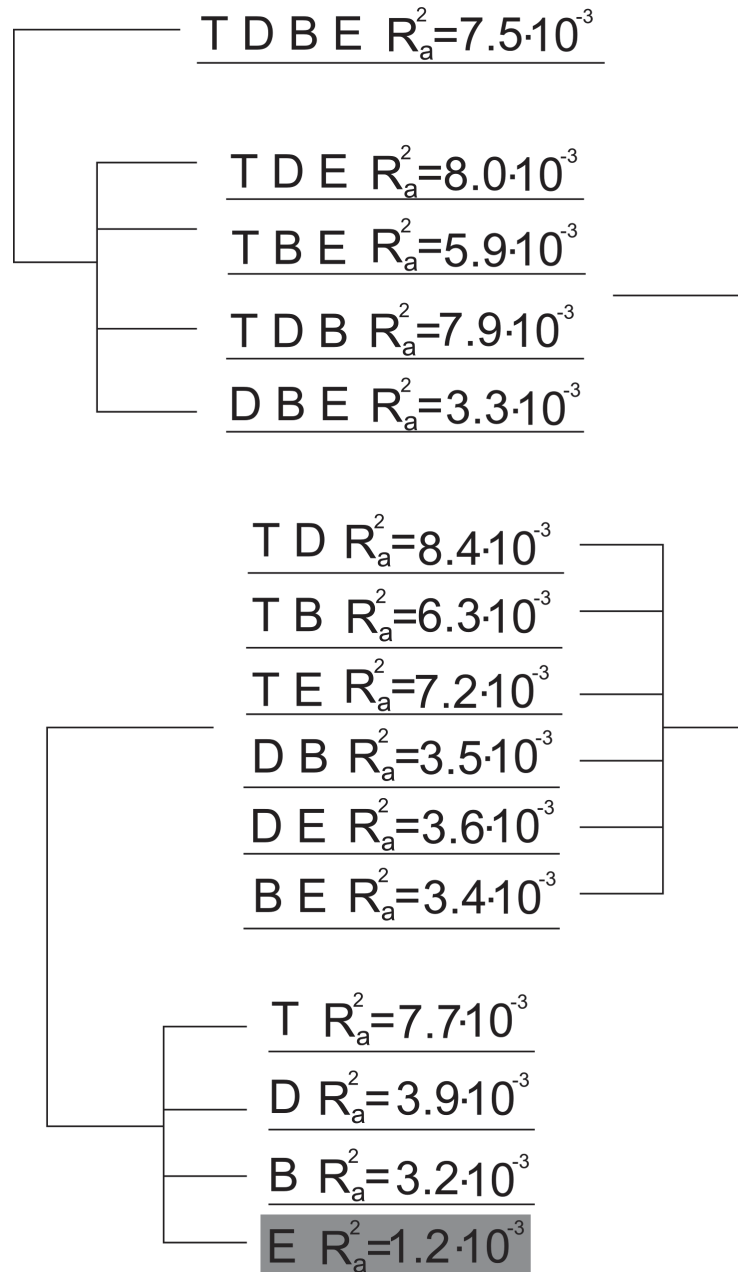 T D B E R²ₐ=7.5·10⁻³
T D E R²ₐ=8.0·10⁻³
T B E R²ₐ=5.9·10⁻³
T D B R²ₐ=7.9·10⁻³
D B E R²ₐ=3.3·10⁻³
T D R²ₐ=8.4·10⁻³
T B R²ₐ=6.3·10⁻³
T E R²ₐ=7.2·10⁻³
D B R²ₐ=3.5·10⁻³
D E R²ₐ=3.6·10⁻³
B E R²ₐ=3.4·10⁻³
T R²ₐ=7.7·10⁻³
D R²ₐ=3.9·10⁻³
B R²ₐ=3.2·10⁻³
E R²ₐ=1.2·10⁻³